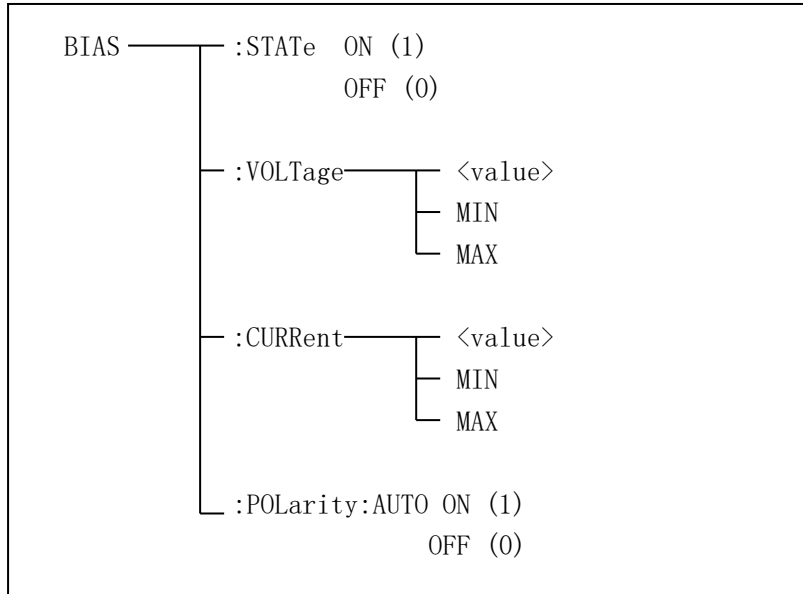 BIAS :STATe ON (1)
OFF (0)
:VOLTage <value>
MIN
MAX
:CURRent <value>
MIN
MAX
:POLarity:AUTO ON (1)
OFF (0)